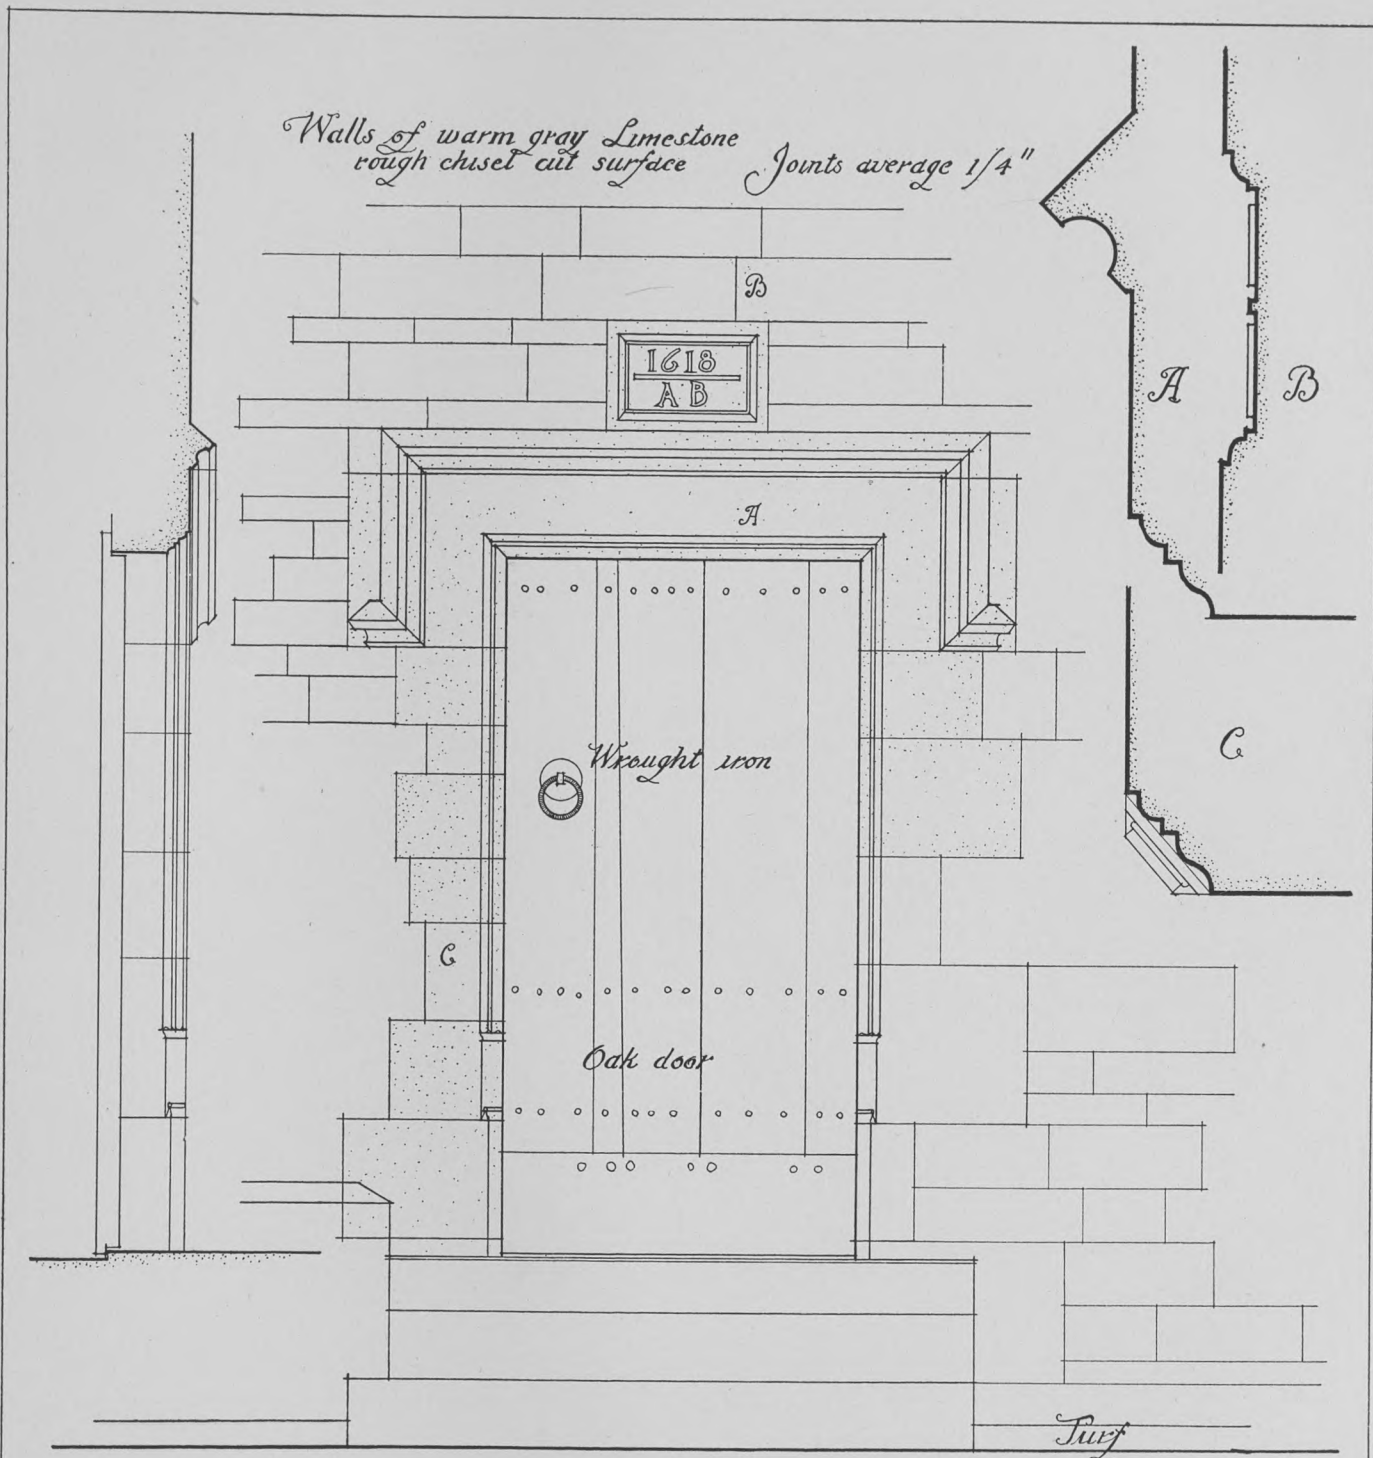 Walls of warm gray Limestone
rough chisel cut surface
Joints average 1/4"
B
1618
AB
A
A
B
Wrought iron
C
C
Oak door
Turf